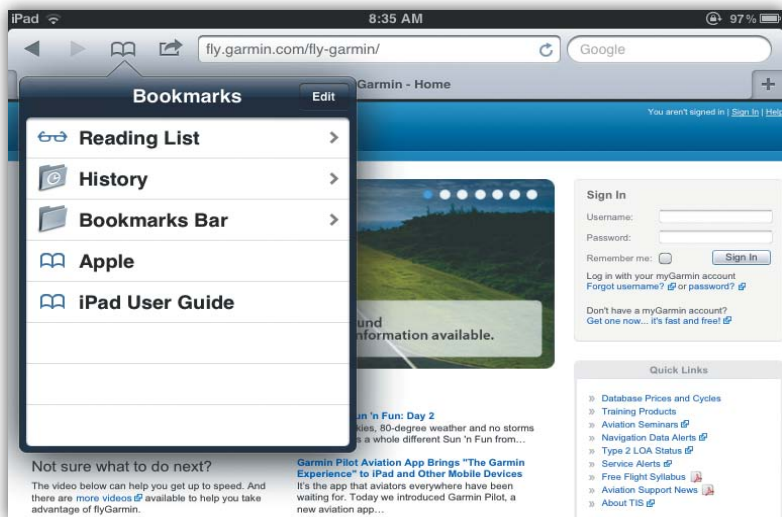 iPad
8:35 AM
97%
fly.garmin.com/fly-garmin/
Google
Garmin - Home
Bookmarks
Edit
Reading List
History
Bookmarks Bar
Apple
iPad User Guide
You aren't signed in | Sign In | Help
und
information available.
Sign In
Username:
Password:
Remember me:
Sign In
Log in with your myGarmin account
Forgot username? or password?
Don't have a myGarmin account?
Get one now... it's fast and free!
Quick Links
» Database Prices and Cycles
» Training Products
» Aviation Seminars
» Navigation Data Alerts
» Type 2 LOA Status
» Service Alerts
» Free Flight Syllabus
» Aviation Support News
» About TIS
Not sure what to do next?
The video below can help you get up to speed. And
there are more videos available to help you take
advantage of flyGarmin.
un 'n Fun: Day 2
kies, 80-degree weather and no storms
s a whole different Sun 'n Fun from...
Garmin Pilot Aviation App Brings "The Garmin
Experience" to iPad and Other Mobile Devices
It's the app that aviators everywhere have been
waiting for. Today we introduced Garmin Pilot, a
new aviation app...